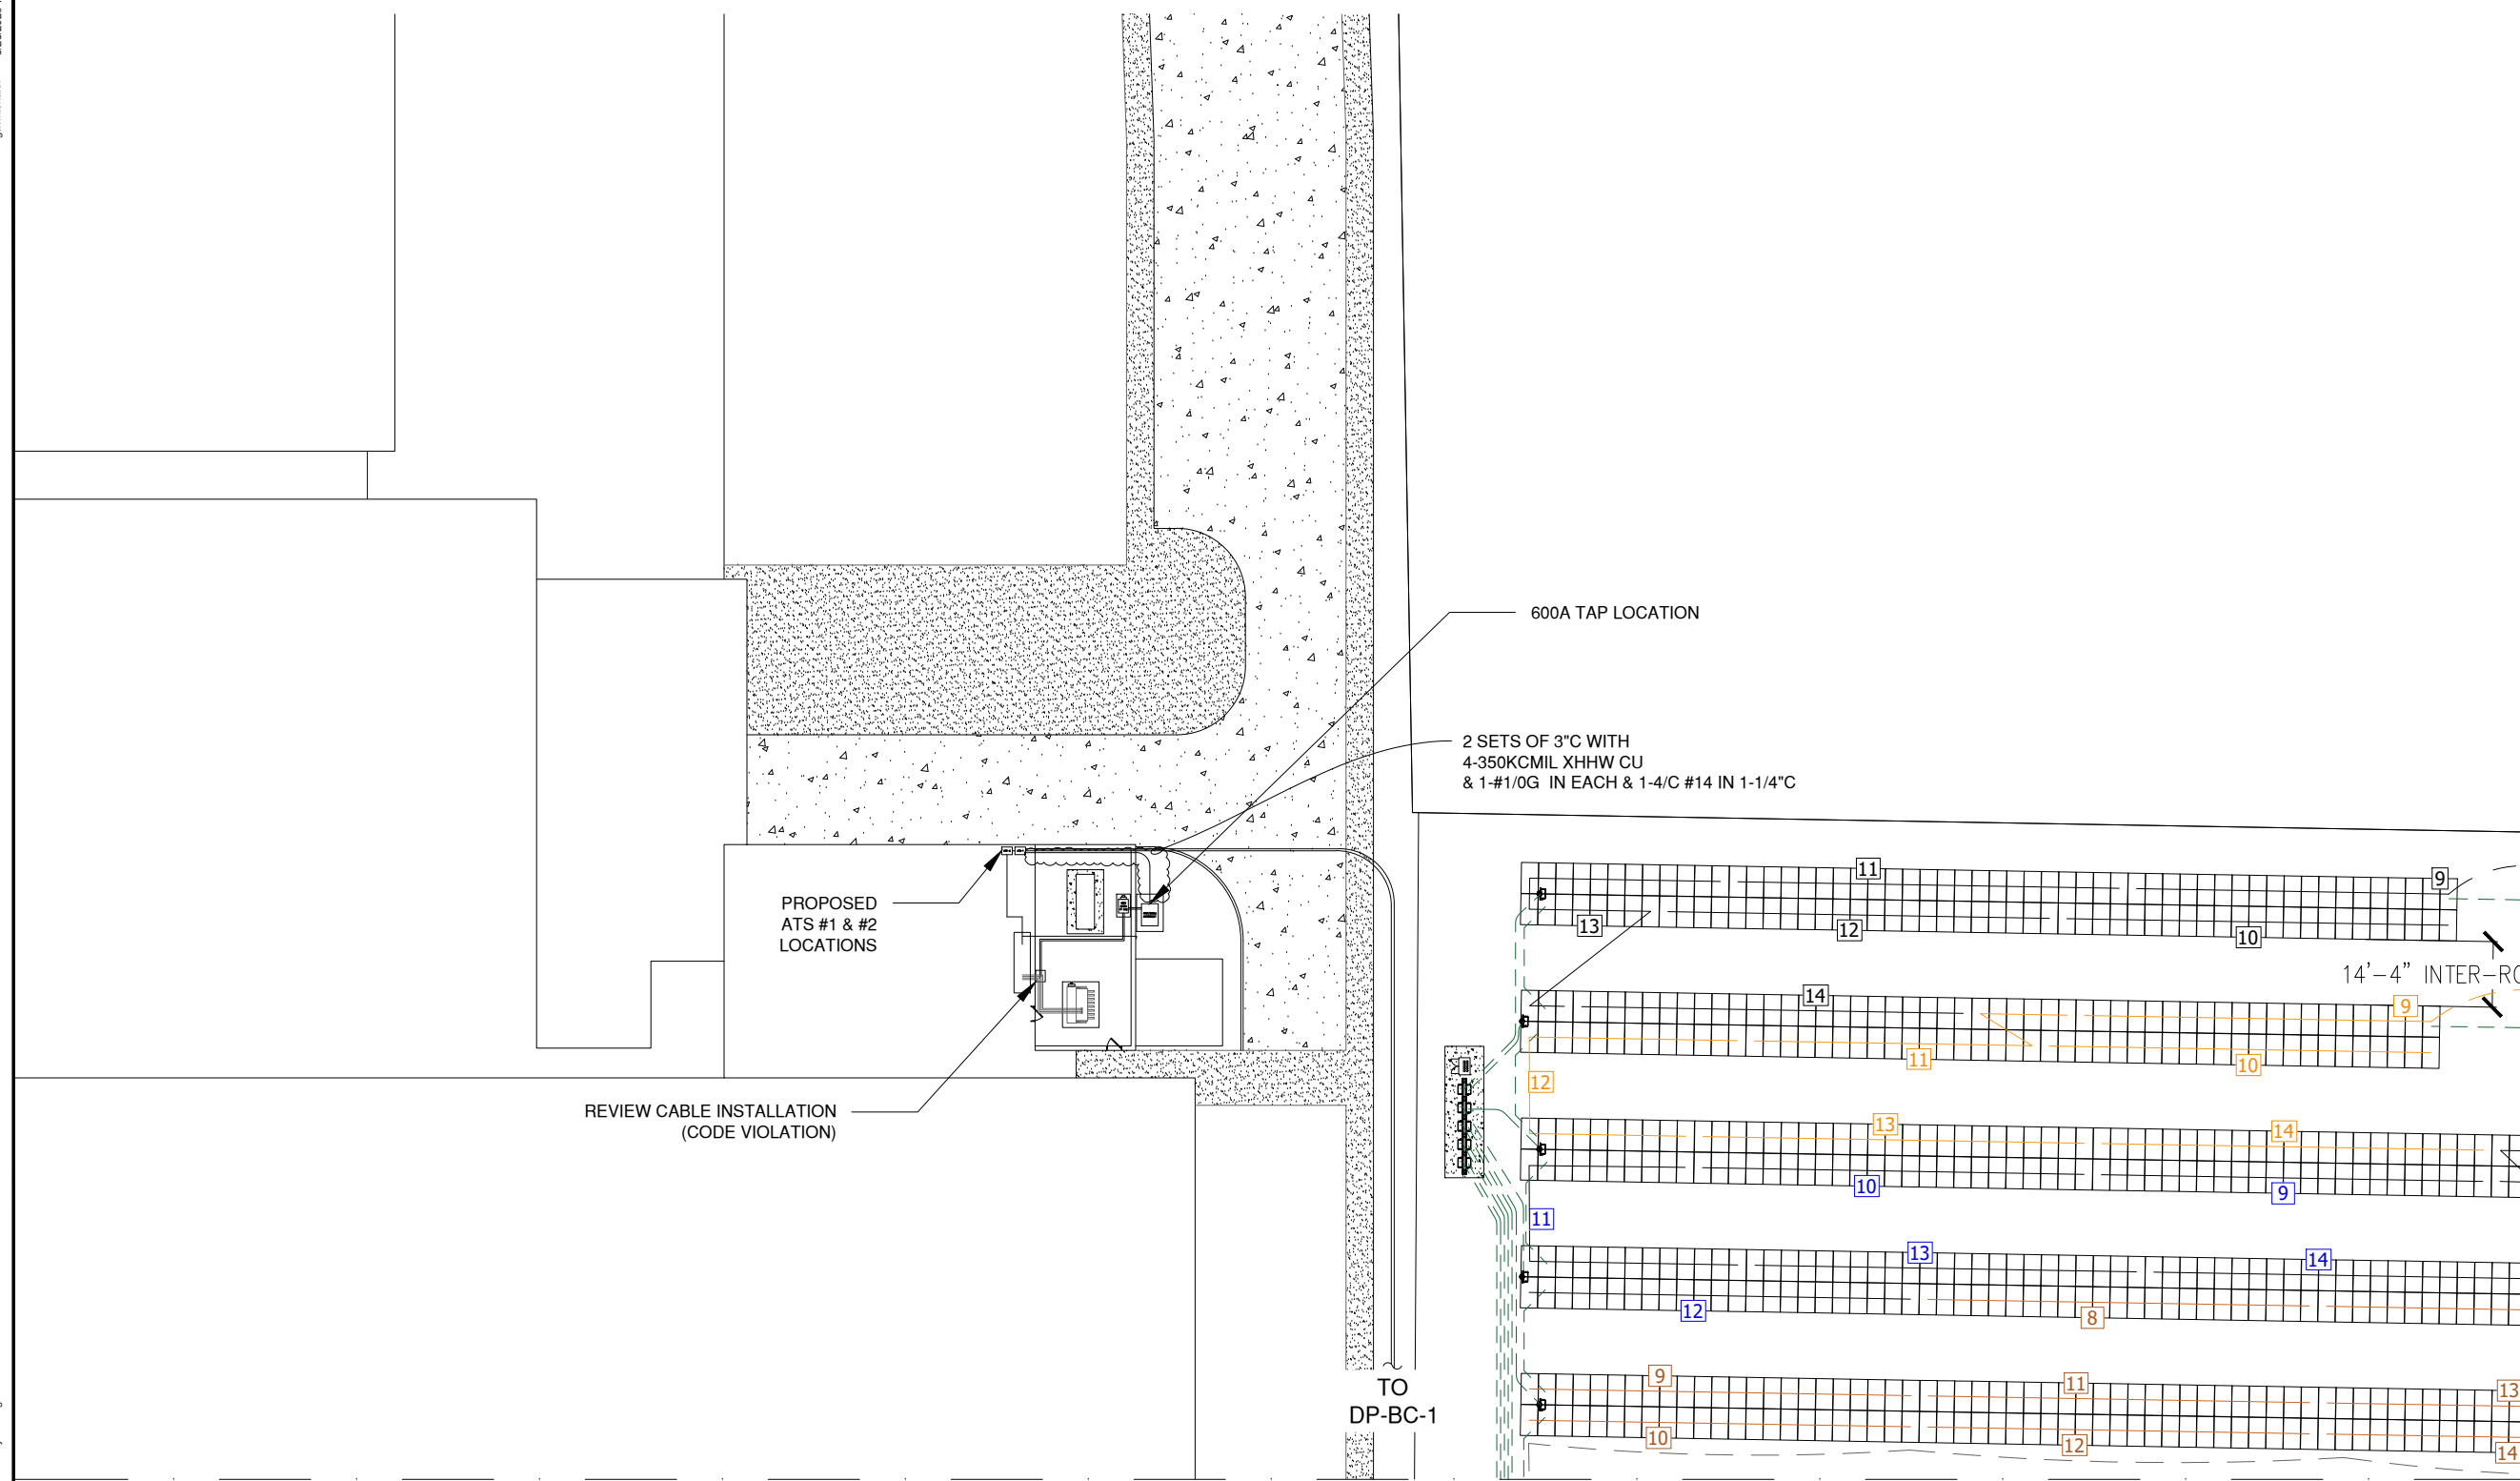 600A TAP LOCATION
2 SETS OF 3"C WITH
4-350KCMIL XHHW CU
& 1-#1/0G IN EACH & 1-4/C #14 IN 1-1/4"C
PROPOSED
ATS #1 & #2
LOCATIONS
REVIEW CABLE INSTALLATION
(CODE VIOLATION)
TO
DP-BC-1
11
9
13
12
10
14'-4" INTER-RO
14
9
11
10
12
13
14
10
9
11
13
14
12
8
9
11
13
10
12
14